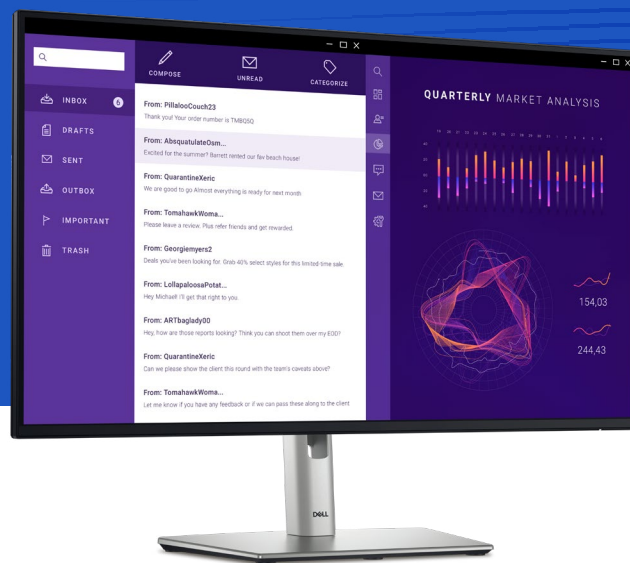 COMPOSE
UNREAD
CATEGORIZE
INBOX 6
DRAFTS
SENT
OUTBOX
IMPORTANT
TRASH
From: PillalooCouch23
Thank you! Your order number is TM8Q5Q
From: AbsquatulateOsm...
Excited for the summer? Barrett rented our fav beach house!
From: QuarantineXeric
We are good to go Almost everything is ready for next month
From: TomahawkWoma...
Please leave a review. Plus refer friends and get rewarded.
From: Georgiemyers2
Deals you've been looking for. Grab 40% select styles for this limited time sale
From: LollapaloosaPotat...
Hey Michael! I'll get that right to you.
From: ARTbaglady00
Hey, how are those reports looking? Think you can shoot them over my EOD?
From: QuarantineXeric
Can we please show the client this round with the team's caveats above?
From: TomahawkWoma...
Let me know if you have any feedback or if we can pass these along to the client
QUARTERLY MARKET ANALYSIS
154,03
244,43
DELL